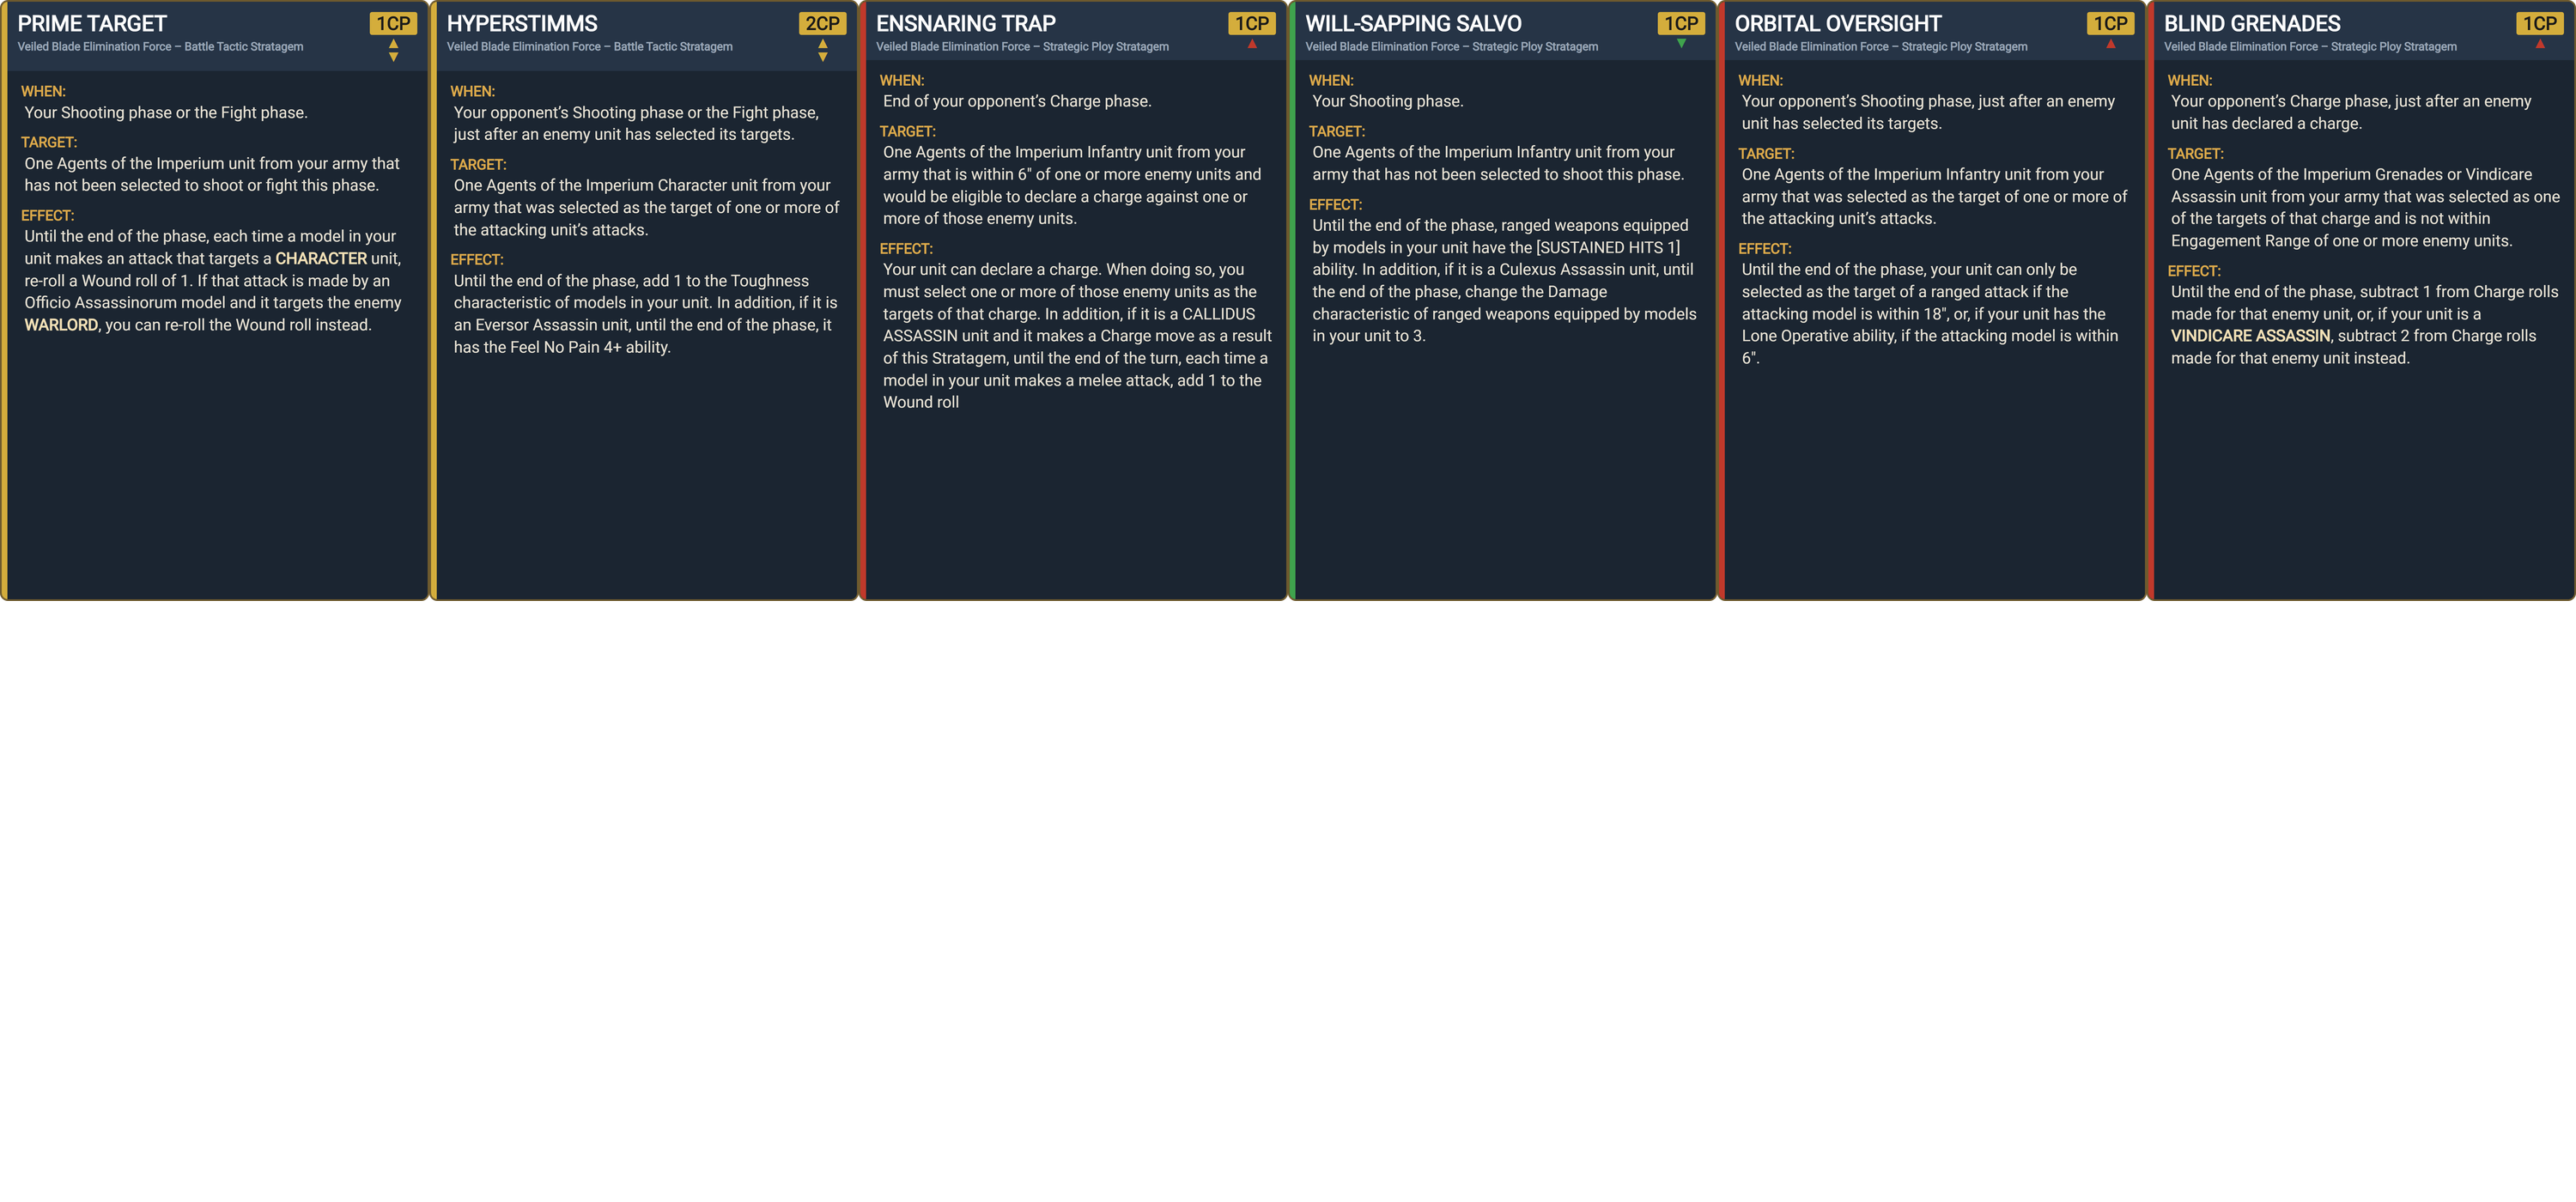 PRIME TARGET
1CP
Veiled Blade Elimination Force – Battle Tactic Stratagem
▲
▼
WHEN:
Your Shooting phase or the Fight phase.
TARGET:
One Agents of the Imperium unit from your army that
has not been selected to shoot or fight this phase.
EFFECT:
Until the end of the phase, each time a model in your
unit makes an attack that targets a CHARACTER unit,
re-roll a Wound roll of 1. If that attack is made by an
Officio Assassinorum model and it targets the enemy
WARLORD, you can re-roll the Wound roll instead.
HYPERSTIMMS
2CP
Veiled Blade Elimination Force – Battle Tactic Stratagem
▲
▼
WHEN:
Your opponent’s Shooting phase or the Fight phase,
just after an enemy unit has selected its targets.
TARGET:
One Agents of the Imperium Character unit from your
army that was selected as the target of one or more of
the attacking unit’s attacks.
EFFECT:
Until the end of the phase, add 1 to the Toughness
characteristic of models in your unit. In addition, if it is
an Eversor Assassin unit, until the end of the phase, it
has the Feel No Pain 4+ ability.
ENSNARING TRAP
1CP
Veiled Blade Elimination Force – Strategic Ploy Stratagem
▲
WHEN:
End of your opponent’s Charge phase.
TARGET:
One Agents of the Imperium Infantry unit from your
army that is within 6" of one or more enemy units and
would be eligible to declare a charge against one or
more of those enemy units.
EFFECT:
Your unit can declare a charge. When doing so, you
must select one or more of those enemy units as the
targets of that charge. In addition, if it is a CALLIDUS
ASSASSIN unit and it makes a Charge move as a result
of this Stratagem, until the end of the turn, each time a
model in your unit makes a melee attack, add 1 to the
Wound roll
WILL-SAPPING SALVO
1CP
Veiled Blade Elimination Force – Strategic Ploy Stratagem
▼
WHEN:
Your Shooting phase.
TARGET:
One Agents of the Imperium Infantry unit from your
army that has not been selected to shoot this phase.
EFFECT:
Until the end of the phase, ranged weapons equipped
by models in your unit have the [SUSTAINED HITS 1]
ability. In addition, if it is a Culexus Assassin unit, until
the end of the phase, change the Damage
characteristic of ranged weapons equipped by models
in your unit to 3.
ORBITAL OVERSIGHT
1CP
Veiled Blade Elimination Force – Strategic Ploy Stratagem
▲
WHEN:
Your opponent’s Shooting phase, just after an enemy
unit has selected its targets.
TARGET:
One Agents of the Imperium Infantry unit from your
army that was selected as the target of one or more of
the attacking unit’s attacks.
EFFECT:
Until the end of the phase, your unit can only be
selected as the target of a ranged attack if the
attacking model is within 18", or, if your unit has the
Lone Operative ability, if the attacking model is within
6".
BLIND GRENADES
1CP
Veiled Blade Elimination Force – Strategic Ploy Stratagem
▲
WHEN:
Your opponent’s Charge phase, just after an enemy
unit has declared a charge.
TARGET:
One Agents of the Imperium Grenades or Vindicare
Assassin unit from your army that was selected as one
of the targets of that charge and is not within
Engagement Range of one or more enemy units.
EFFECT:
Until the end of the phase, subtract 1 from Charge rolls
made for that enemy unit, or, if your unit is a
VINDICARE ASSASSIN, subtract 2 from Charge rolls
made for that enemy unit instead.